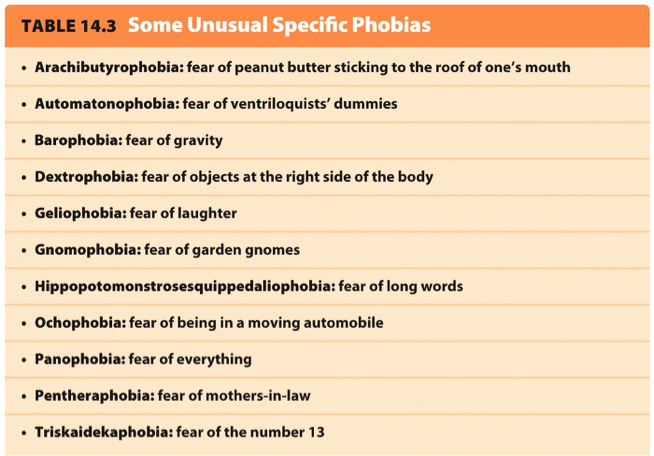 TABLE 14.3 Some Unusual Specific Phobias
• Arachibutyrophobia: fear of peanut butter sticking to the roof of one's mouth
• Automatonophobia: fear of ventriloquists' dummies
• Barophobia: fear of gravity
• Dextrophobia: fear of objects at the right side of the body
• Geliophobia: fear of laughter
• Gnomophobia: fear of garden gnomes
• Hippopotomonstrosesquippedaliophobia: fear of long words
• Ochophobia: fear of being in a moving automobile
• Panophobia: fear of everything
• Pentheraphobia: fear of mothers-in-law
• Triskaidekaphobia: fear of the number 13